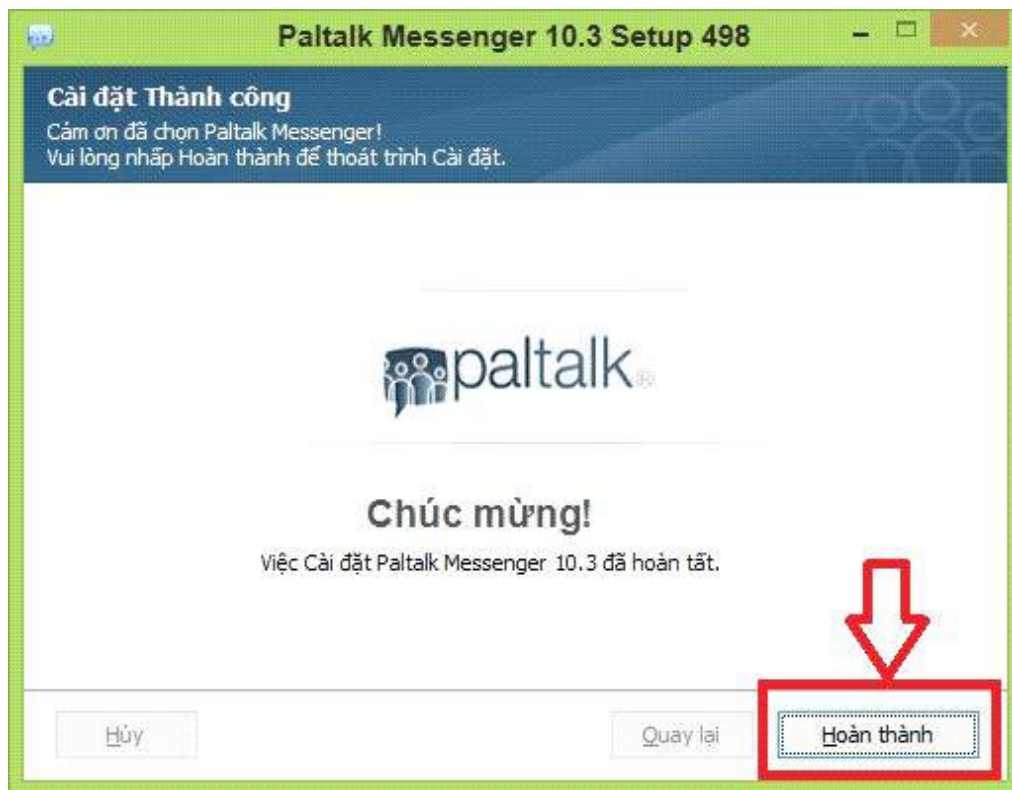 Paltalk Messenger 10.3 Setup 498
Cài đặt Thành công
Cám ơn đã chọn Paltalk Messenger!
Vui lòng nhấp Hoàn thành để thoát trình Cài đặt.
paltalk®
Chúc mừng!
Việc Cài đặt Paltalk Messenger 10.3 đã hoàn tất.
Hủy
Quay lại
Hoàn thành